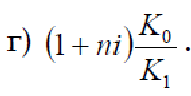 г) (1 + ni) K₀/K₁ .